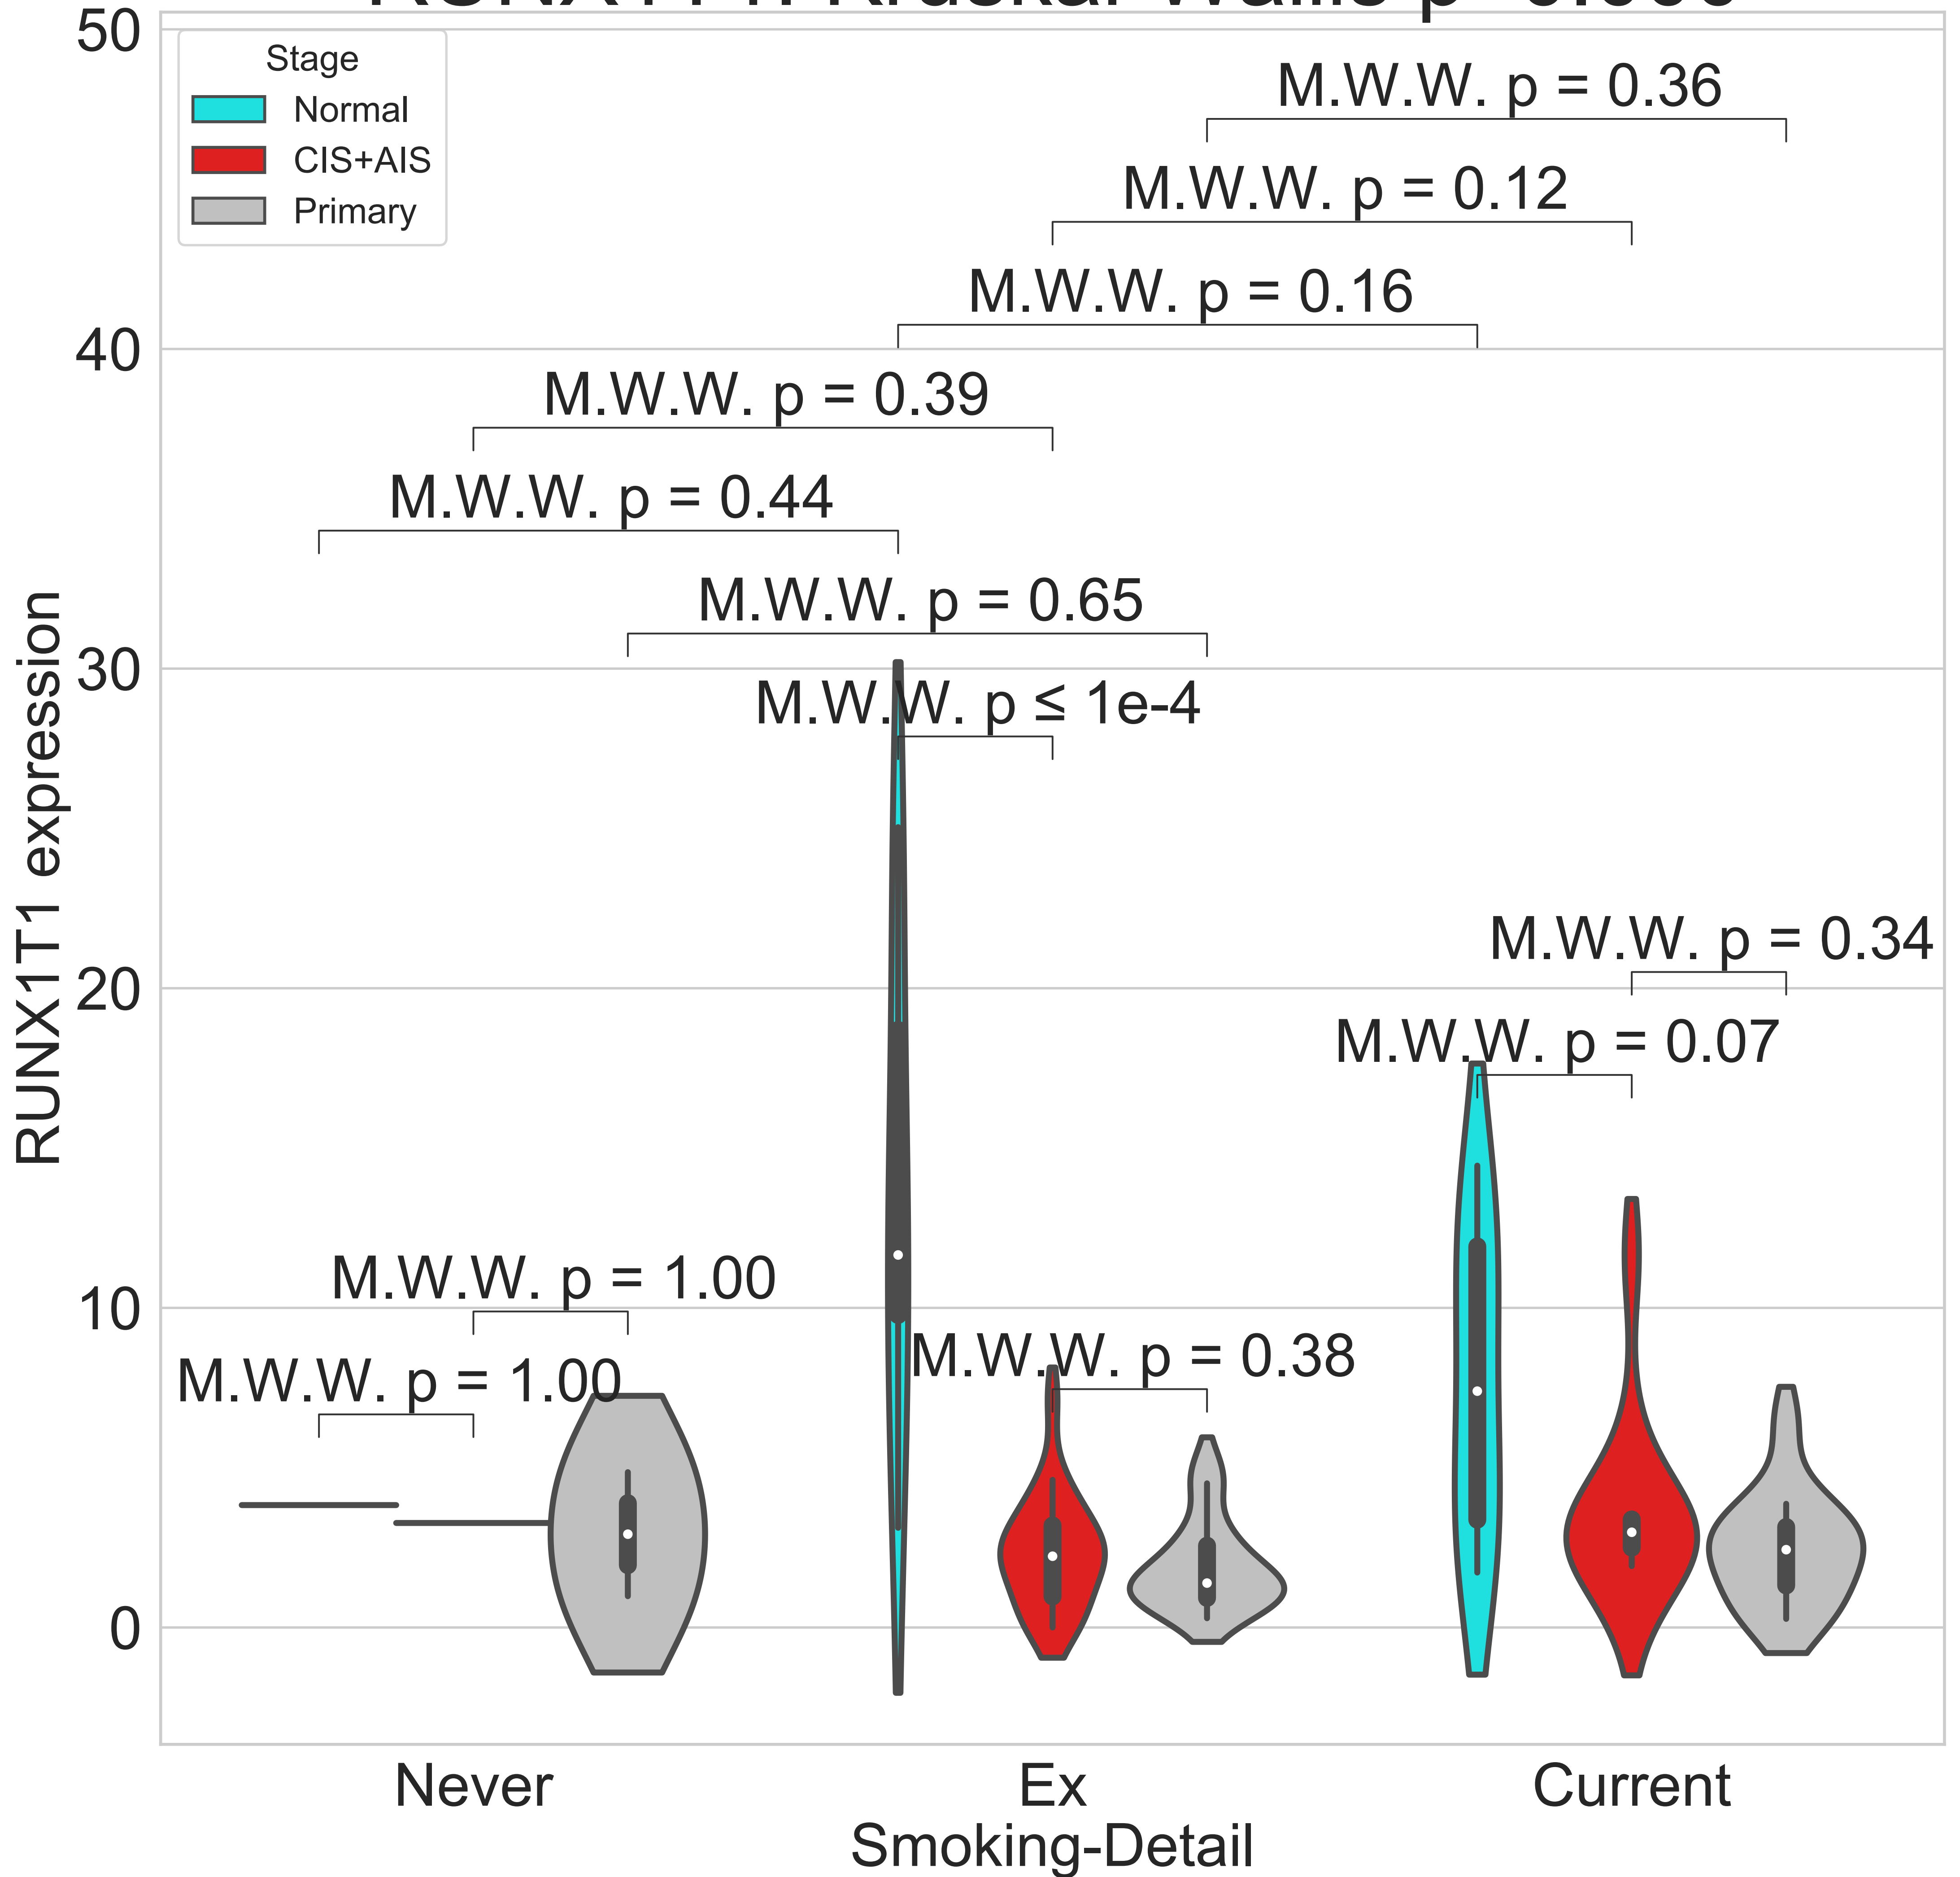 50
Stage
Normal
CIS+AIS
Primary
M.W.W. p = 0.36
M.W.W. p = 0.12
M.W.W. p = 0.16
40
M.W.W. p = 0.39
M.W.W. p = 0.44
M.W.W. p = 0.65
30
M.W.W. p ≤ 1e-4
RUNX1T1 expression
M.W.W. p = 0.34
20
M.W.W. p = 0.07
M.W.W. p = 1.00
10
M.W.W. p = 0.38
M.W.W. p = 1.00
0
Never
Ex
Current
Smoking-Detail